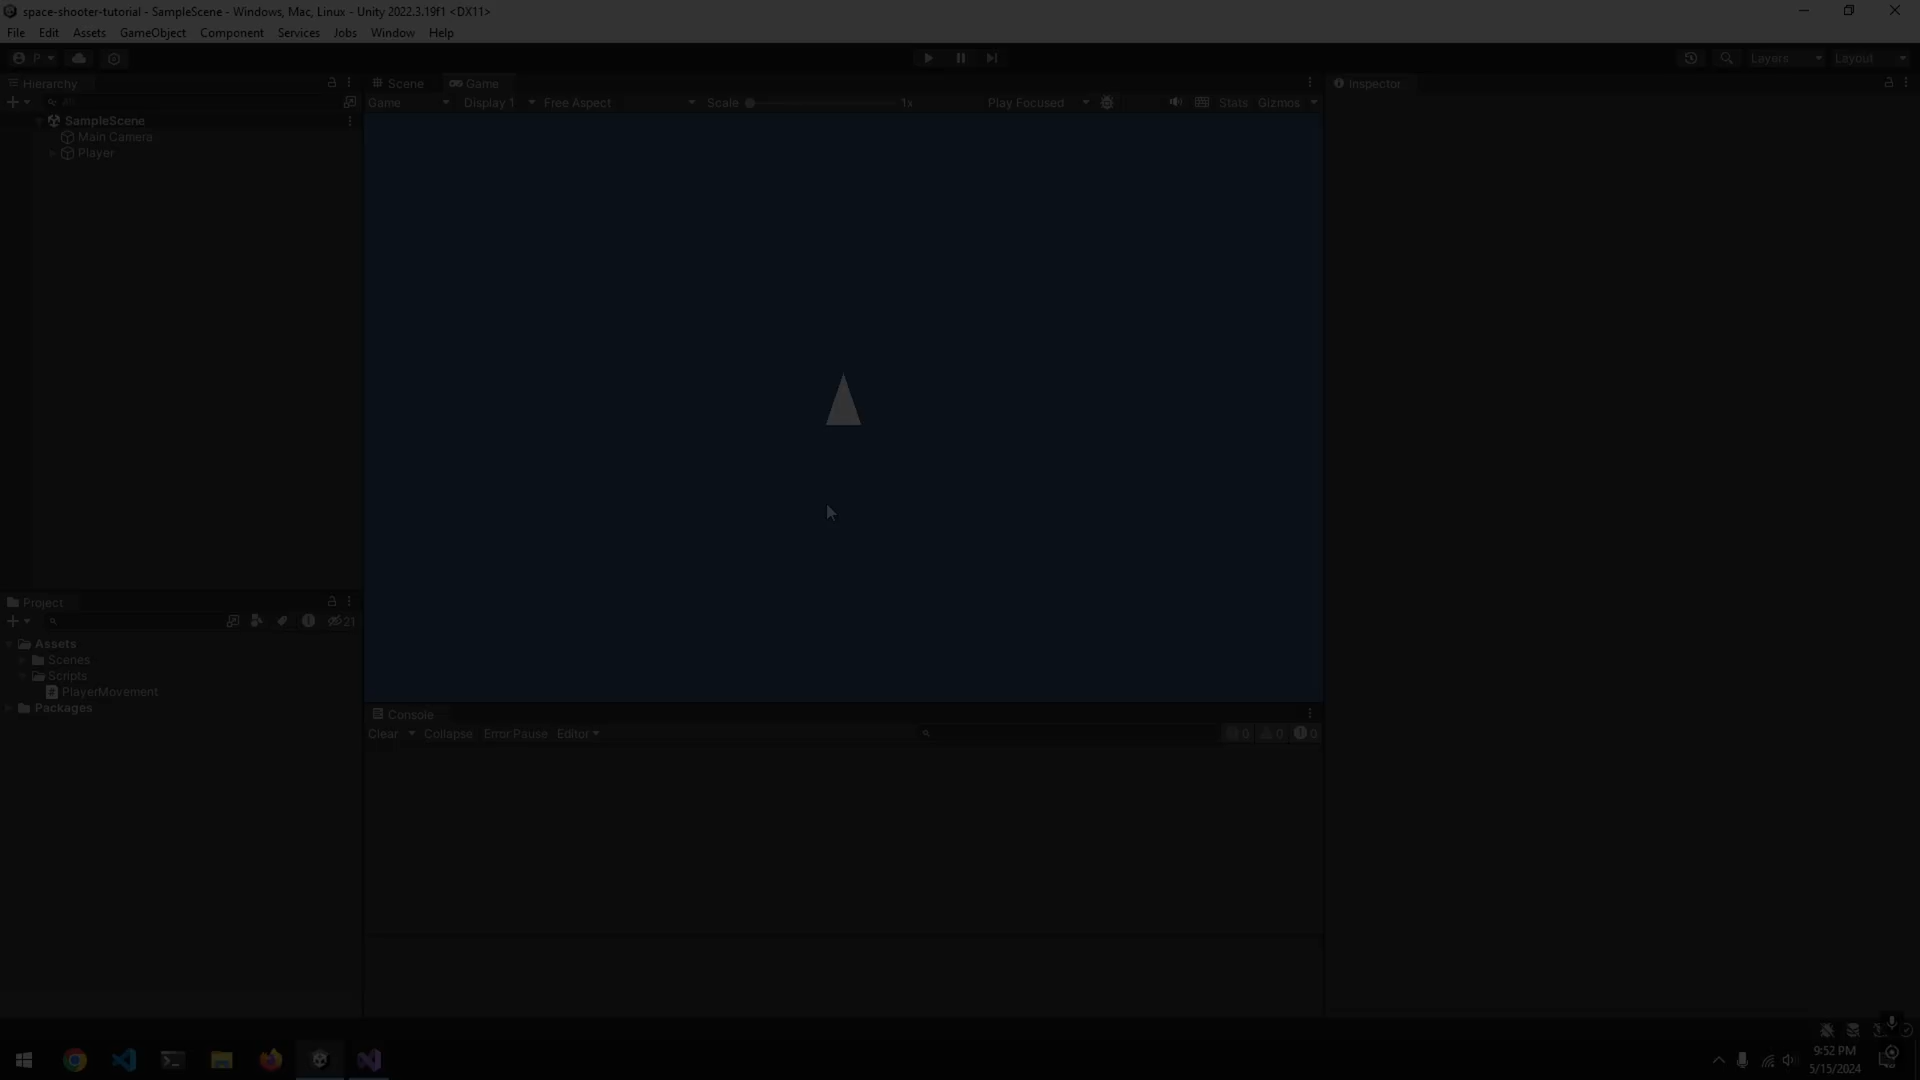 space-shooter-tutorial - SampleScene - Windows, Mac, Linux - Unity 2022.3.19f1 <DX11>
File Edit Assets GameObject Component Services Jobs Window Help
P Layers Layout
Hierarchy Scene Game Inspector
All Game Display 1 Free Aspect Scale 1x Play Focused Stats Gizmos
SampleScene
Main Camera
Player
Project
21
Assets
Scenes
Scripts
PlayerMovement
Packages
Console
Clear Collapse Error Pause Editor 0 0 0
9:52 PM
5/15/2024